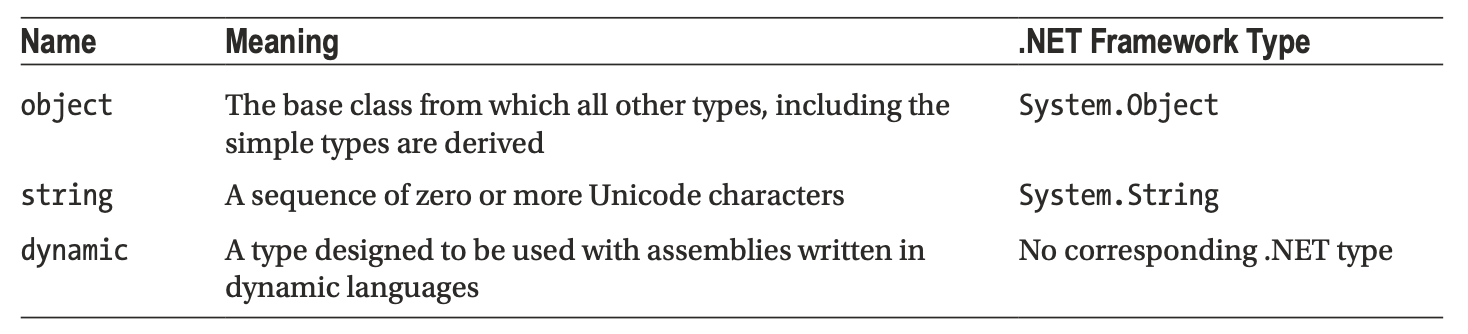 Name Meaning .NET Framework Type
object The base class from which all other types, including the System.Object
simple types are derived
string A sequence of zero or more Unicode characters System.String
dynamic A type designed to be used with assemblies written in No corresponding .NET type
dynamic languages